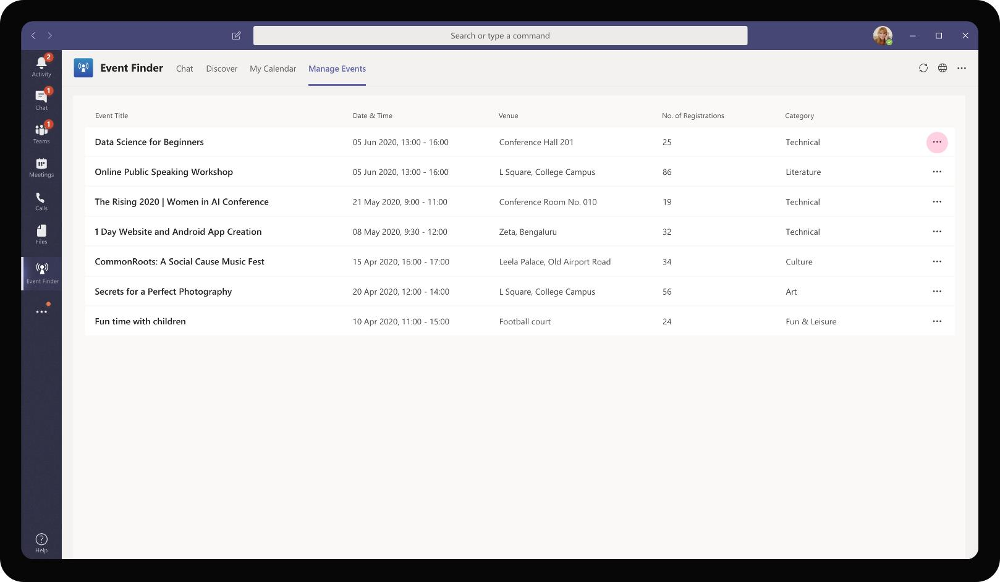 Search or type a command
2
Activity
1
Chat
1
Teams
Meetings
Calls
Files
Event Finder
Help
Event Finder Chat Discover My Calendar Manage Events
Event Title Date & Time Venue No. of Registrations Category
Data Science for Beginners 05 Jun 2020, 13:00 - 16:00 Conference Hall 201 25 Technical
Online Public Speaking Workshop 05 Jun 2020, 13:00 - 16:00 L Square, College Campus 86 Literature
The Rising 2020 | Women in AI Conference 21 May 2020, 9:00 - 11:00 Conference Room No. 010 19 Technical
1 Day Website and Android App Creation 08 May 2020, 9:30 - 12:00 Zeta, Bengaluru 32 Technical
CommonRoots: A Social Cause Music Fest 15 Apr 2020, 16:00 - 17:00 Leela Palace, Old Airport Road 34 Culture
Secrets for a Perfect Photography 20 Apr 2020, 12:00 - 14:00 L Square, College Campus 56 Art
Fun time with children 10 Apr 2020, 11:00 - 15:00 Football court 24 Fun & Leisure